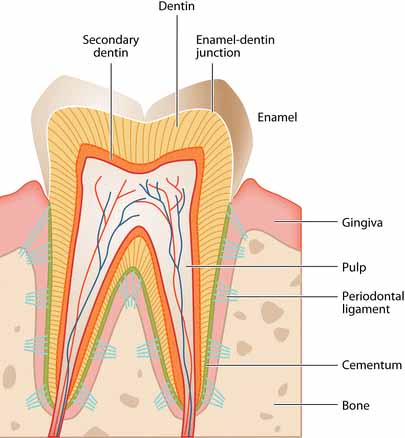 Dentin
Secondary
dentin
Enamel-dentin
junction
Enamel
Gingiva
Pulp
Periodontal
ligament
Cementum
Bone